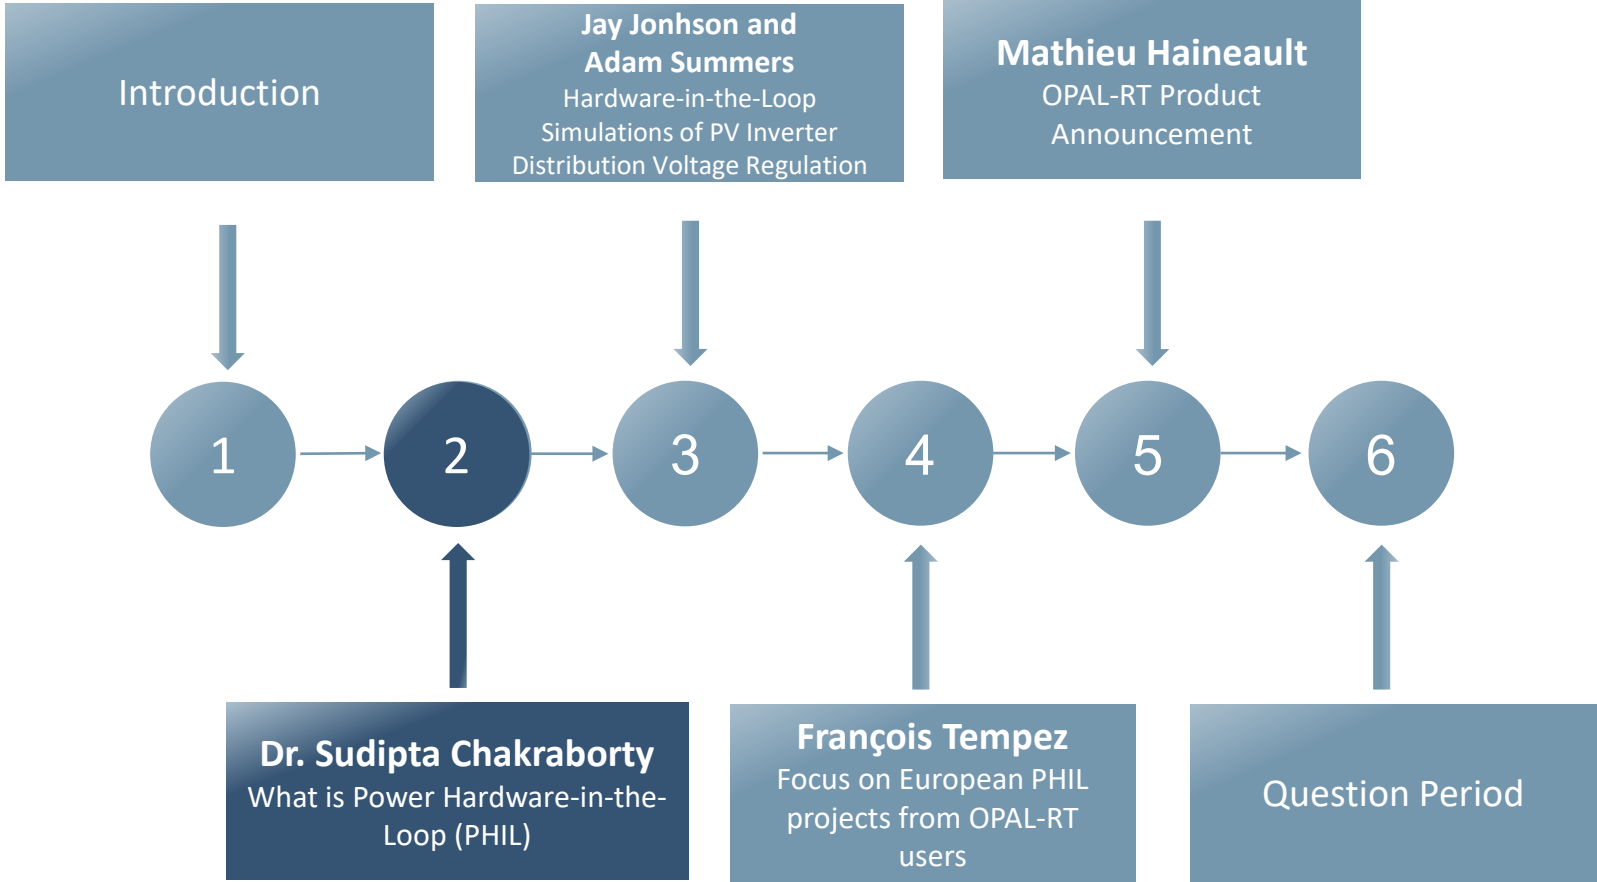 Introduction
Jay Jonhson and
Adam Summers
Hardware-in-the-Loop
Simulations of PV Inverter
Distribution Voltage Regulation
Mathieu Haineault
OPAL-RT Product
Announcement
1
2
3
4
5
6
Dr. Sudipta Chakraborty
What is Power Hardware-in-the-
Loop (PHIL)
François Tempez
Focus on European PHIL
projects from OPAL-RT
users
Question Period